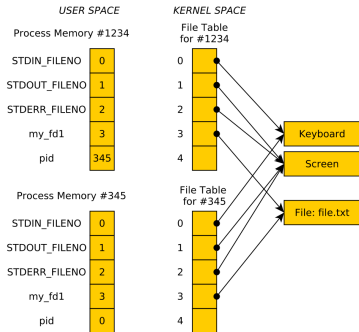 USER SPACE
KERNEL SPACE
Process Memory #1234
File Table
for #1234
STDIN_FILENO 0
STDOUT_FILENO 1
STDERR_FILENO 2
my_fd1 3
pid 345
0
1
2
3
4
Keyboard
Screen
File: file.txt
Process Memory #345
File Table
for #345
STDIN_FILENO 0
STDOUT_FILENO 1
STDERR_FILENO 2
my_fd1 3
pid 0
0
1
2
3
4